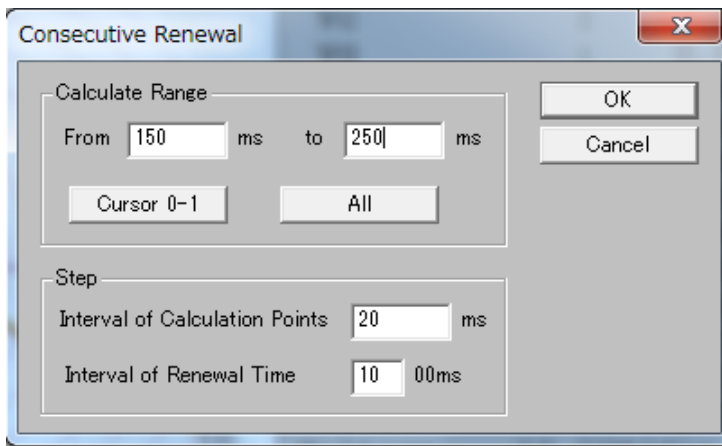 Consecutive Renewal
Calculate Range
From 150 ms to 250 ms
Cursor 0-1 All
OK
Cancel
Step
Interval of Calculation Points 20 ms
Interval of Renewal Time 10 00ms